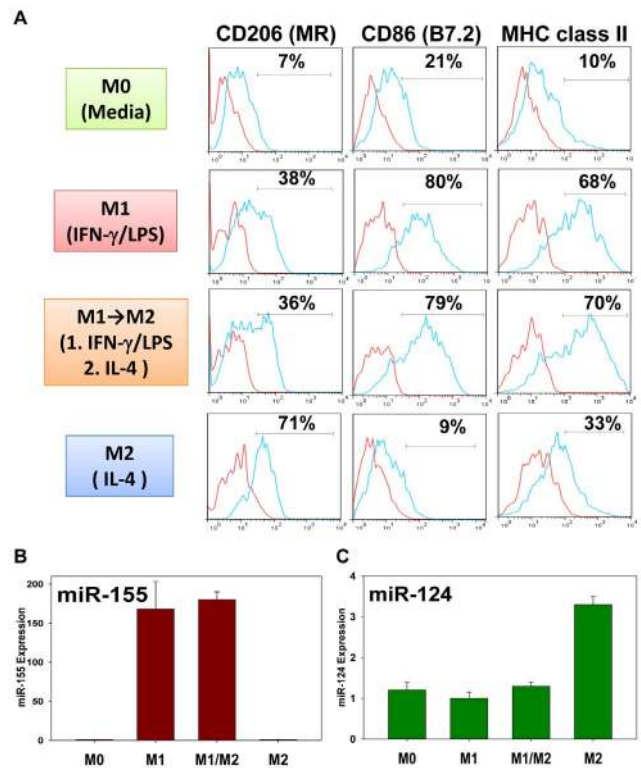 A
CD206 (MR) CD86 (B7.2) MHC class II
M0
(Media)
7% 21% 10%
M1
(IFN-γ/LPS)
38% 80% 68%
M1→M2
(1. IFN-γ/LPS
2. IL-4 )
36% 79% 70%
M2
( IL-4 )
71% 9% 33%
B
miR-155
miR-155 Expression
200
150
100
50
0
M0 M1 M1/M2 M2
C
miR-124
miR-124 Expression
4
3
2
1
0
M0 M1 M1/M2 M2